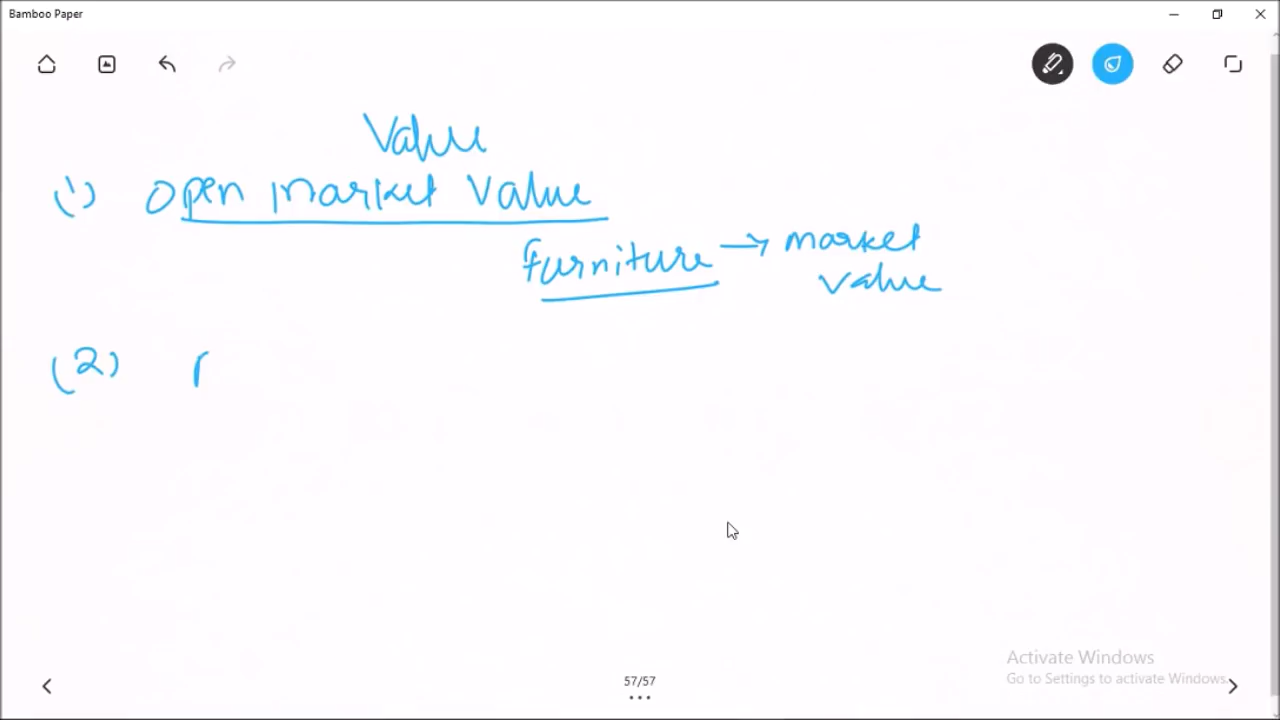 Bamboo Paper
Value
(1) Open market Value
furniture → market
value
(2)
57/57
Activate Windows
Go to Settings to activate Windows.